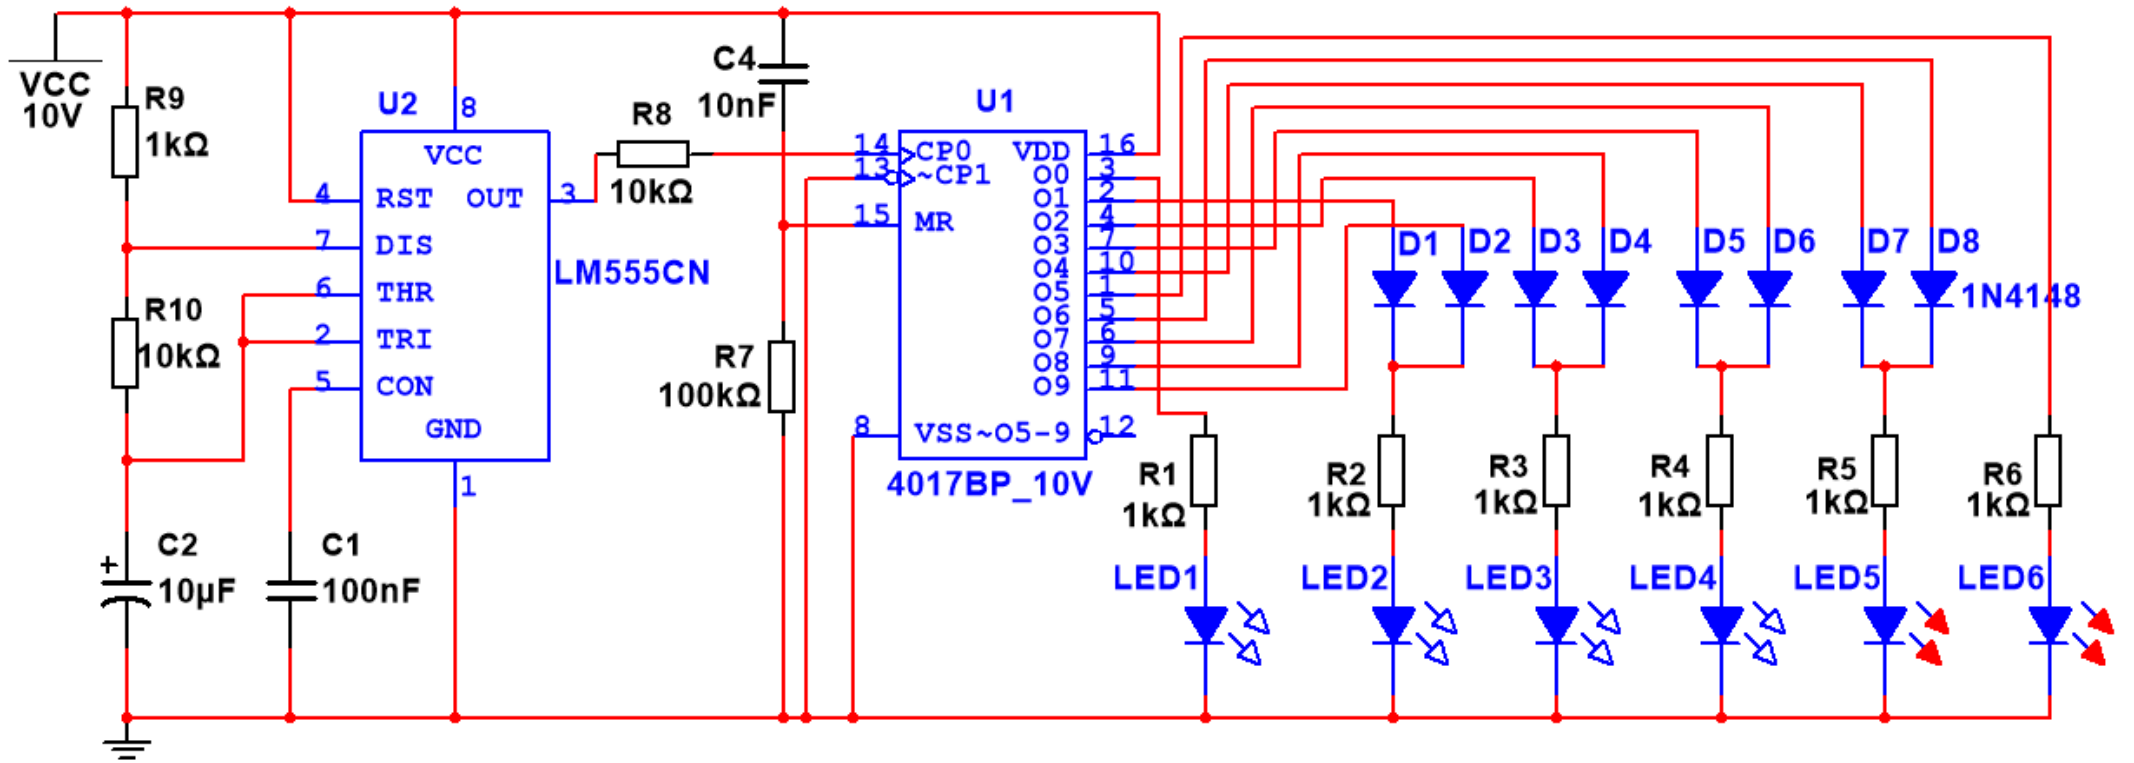 VCC
10V
R9
1kΩ
R10
10kΩ
+
C2
10µF
C1
100nF
U2
8
VCC
4 RST OUT 3
7 DIS
6 THR
2 TRI
5 CON
GND
1
LM555CN
R8
10kΩ
C4
10nF
R7
100kΩ
U1
14 CP0 VDD 16
13 ~CP1 O0 3
O1 2
15 MR O2 4
O3 7
O4 10
O5 1
O6 5
O7 6
O8 9
O9 11
8 VSS ~O5-9 12
4017BP_10V
D1 D2 D3 D4 D5 D6 D7 D8
1N4148
R1
1kΩ
R2
1kΩ
R3
1kΩ
R4
1kΩ
R5
1kΩ
R6
1kΩ
LED1 LED2 LED3 LED4 LED5 LED6